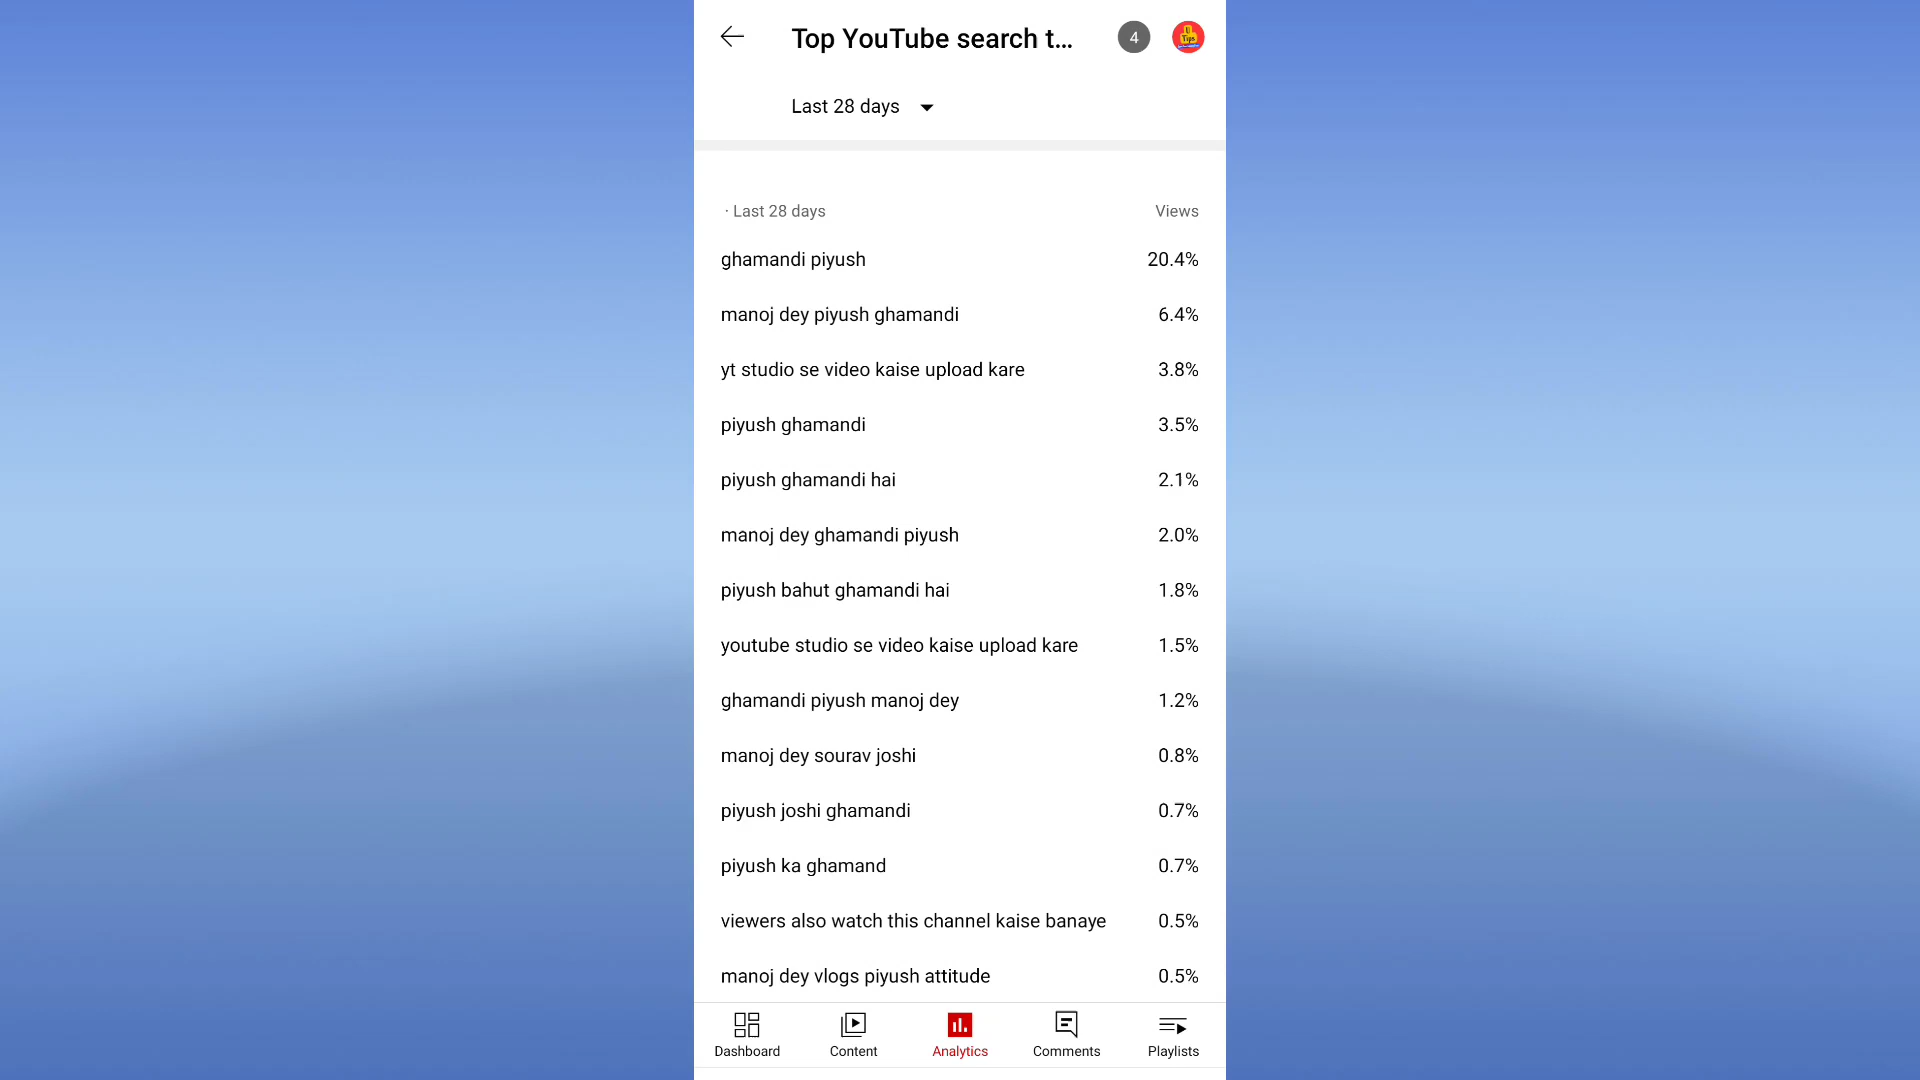 Top YouTube search t...
4
U
Tips
Last 28 days
· Last 28 days Views
ghamandi piyush 20.4%
manoj dey piyush ghamandi 6.4%
yt studio se video kaise upload kare 3.8%
piyush ghamandi 3.5%
piyush ghamandi hai 2.1%
manoj dey ghamandi piyush 2.0%
piyush bahut ghamandi hai 1.8%
youtube studio se video kaise upload kare 1.5%
ghamandi piyush manoj dey 1.2%
manoj dey sourav joshi 0.8%
piyush joshi ghamandi 0.7%
piyush ka ghamand 0.7%
viewers also watch this channel kaise banaye 0.5%
manoj dey vlogs piyush attitude 0.5%
Dashboard Content Analytics Comments Playlists